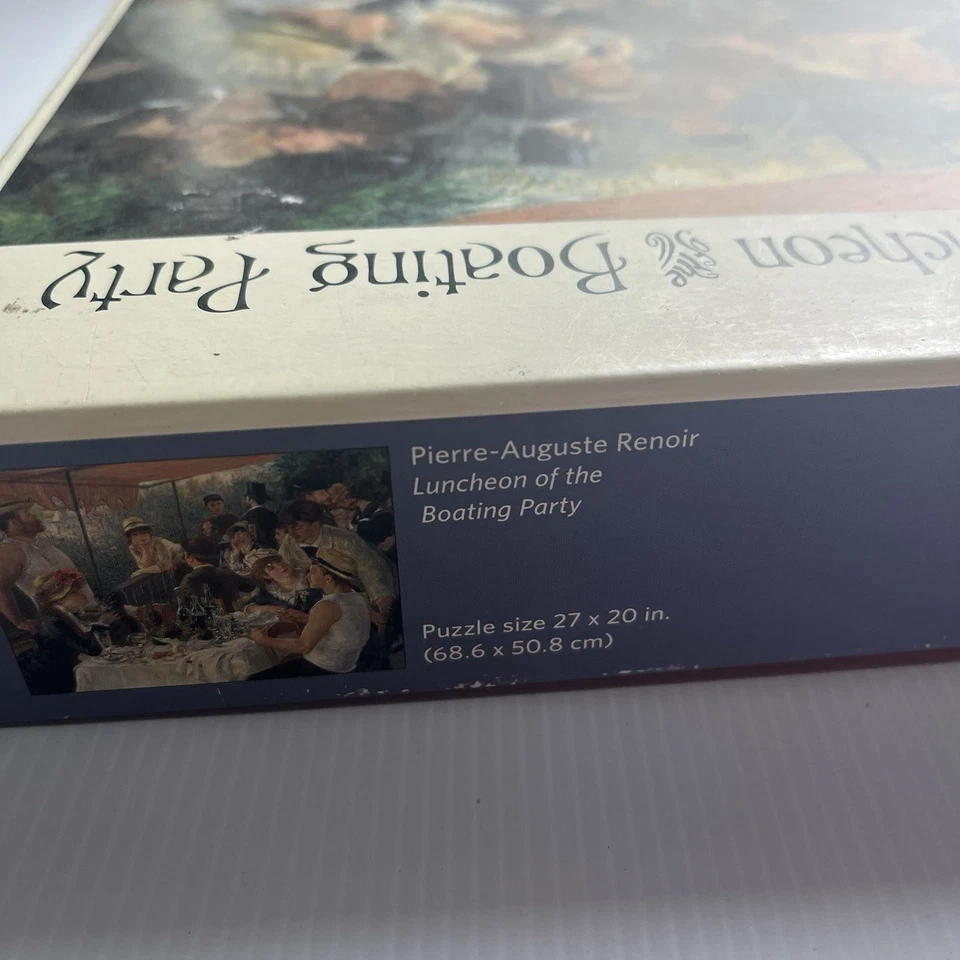 cheon of the Boating Party
Pierre-Auguste Renoir
Luncheon of the
Boating Party
Puzzle size 27 x 20 in.
(68.6 x 50.8 cm)